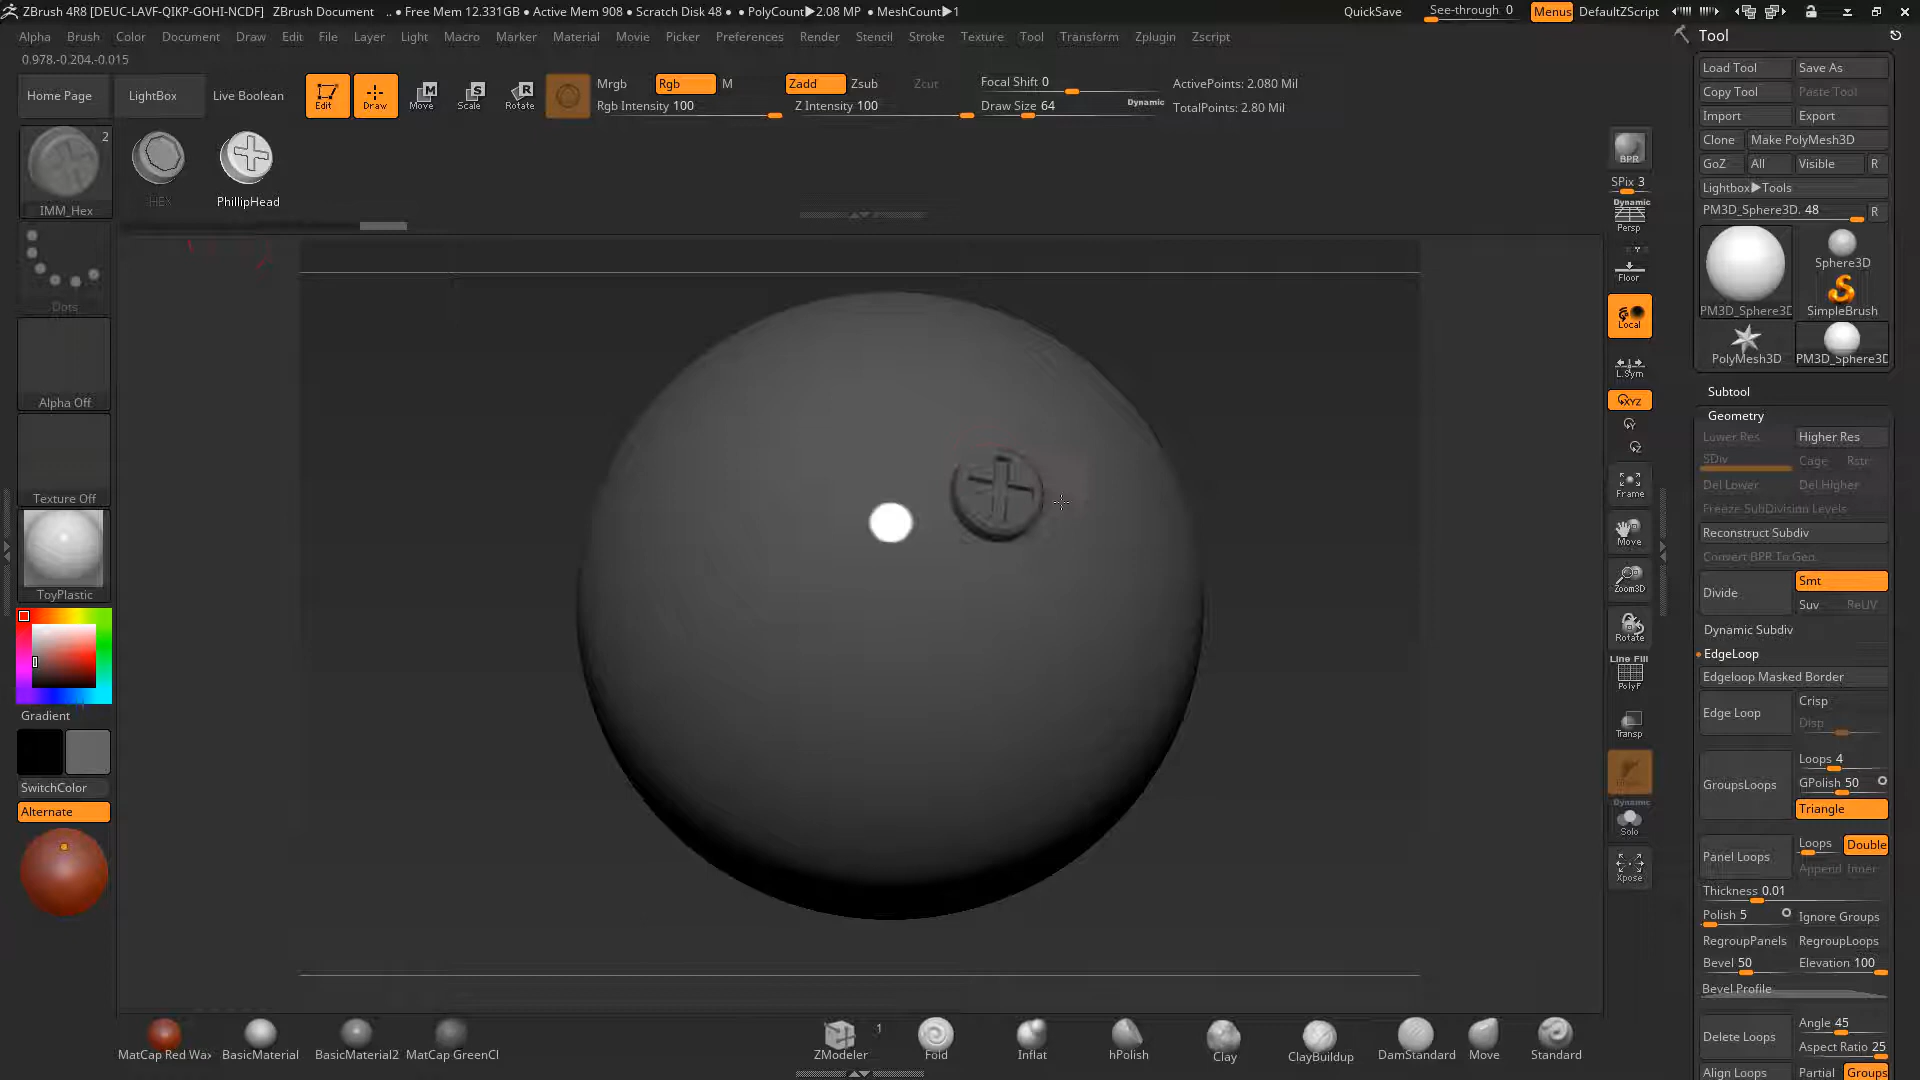 ZBrush 4R8 [DEUC-LAVF-QIKP-GOHI-NCDF] ZBrush Document .. ● Free Mem 12.331GB ● Active Mem 908 ● Scratch Disk 48 ● PolyCount▶2.08 MP ● MeshCount▶1 QuickSave See-through 0 Menus DefaultZScript
Alpha Brush Color Document Draw Edit File Layer Light Macro Marker Material Movie Picker Preferences Render Stencil Stroke Texture Tool Transform Zplugin Zscript
0.978,-0.204,-0.015
Home Page LightBox Live Boolean Edit Draw Move Scale Rotate
Mrgb Rgb M Zadd Zsub Zcut Focal Shift 0 ActivePoints: 2.080 Mil
Rgb Intensity 100 Z Intensity 100 Draw Size 64 Dynamic TotalPoints: 2.80 Mil
2
IMM_Hex
HEX
PhillipHead
Dots
Alpha Off
Texture Off
ToyPlastic
Gradient
SwitchColor
Alternate
BPR
SPix 3
Dynamic
Persp
Floor
Local
L.Sym
XYZ
Y
Z
Frame
Move
Zoom3D
Rotate
Line Fill
PolyF
Transp
Dynamic
Solo
Xpose
Tool
Load Tool Save As
Copy Tool Paste Tool
Import Export
Clone Make PolyMesh3D
GoZ All Visible R
Lightbox▶Tools
PM3D_Sphere3D. 48 R
PM3D_Sphere3D Sphere3D
SimpleBrush
PolyMesh3D PM3D_Sphere3D
Subtool
Geometry
Lower Res Higher Res
SDiv Cage Rstr
Del Lower Del Higher
Freeze SubDivision Levels
Reconstruct Subdiv
Convert BPR To Geo
Divide Smt
Suv ReUV
Dynamic Subdiv
EdgeLoop
Edgeloop Masked Border
Edge Loop Crisp
Disp
GroupsLoops Loops 4
GPolish 50
Triangle
Panel Loops Loops Double
Append Inner
Thickness 0.01
Polish 5 Ignore Groups
RegroupPanels RegroupLoops
Bevel 50 Elevation 100
Bevel Profile
Delete Loops Angle 45
Aspect Ratio 25
Align Loops Partial Groups
MatCap Red Wax BasicMaterial BasicMaterial2 MatCap GreenCl
ZModeler 1 Fold Inflat hPolish Clay ClayBuildup DamStandard Move Standard